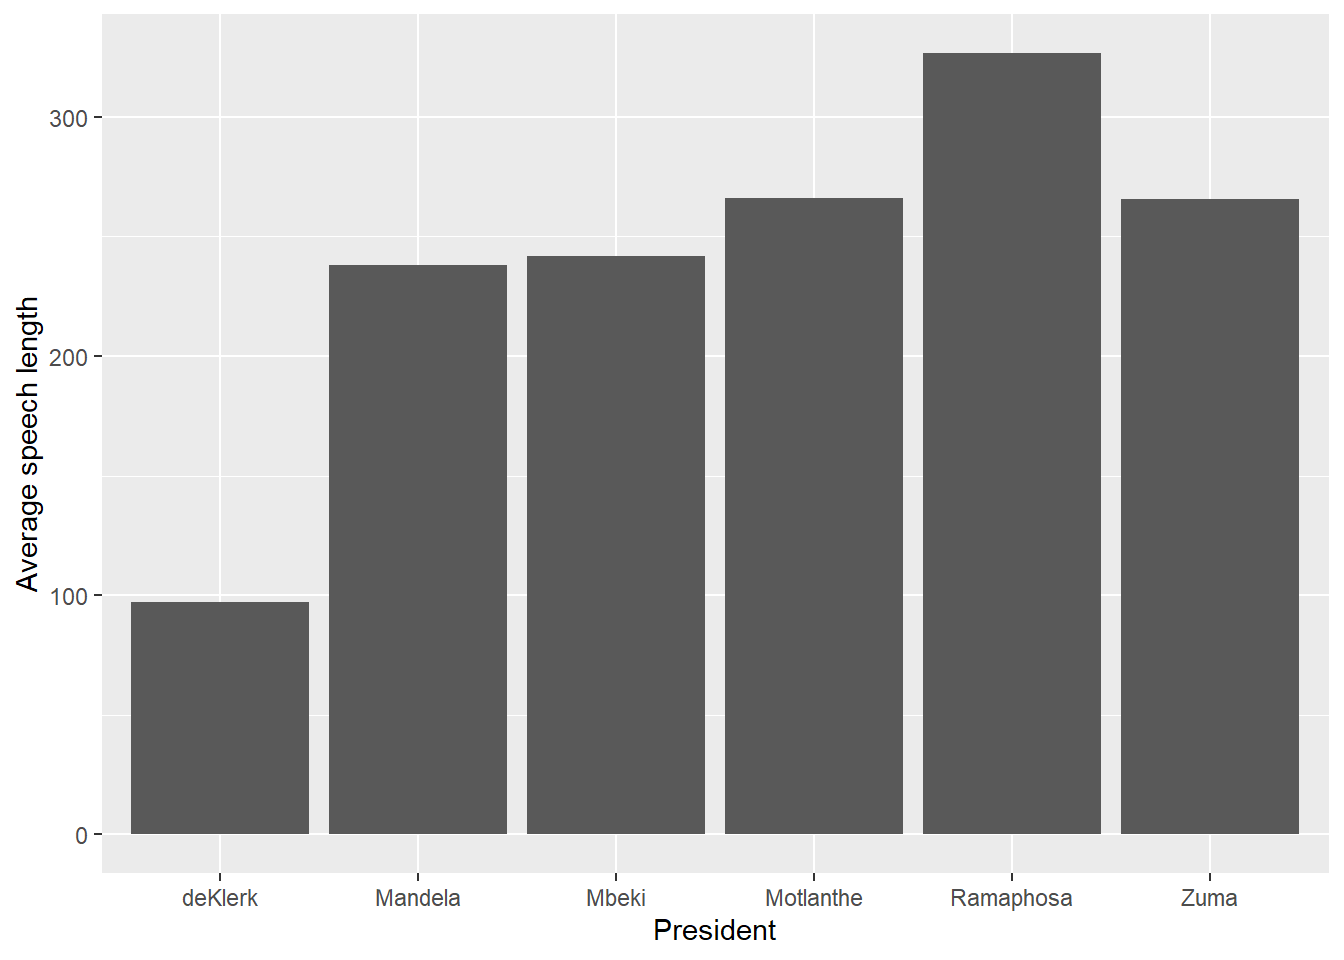 Average speech length
300
200
100
0
deKlerk Mandela Mbeki Motlanthe Ramaphosa Zuma
President